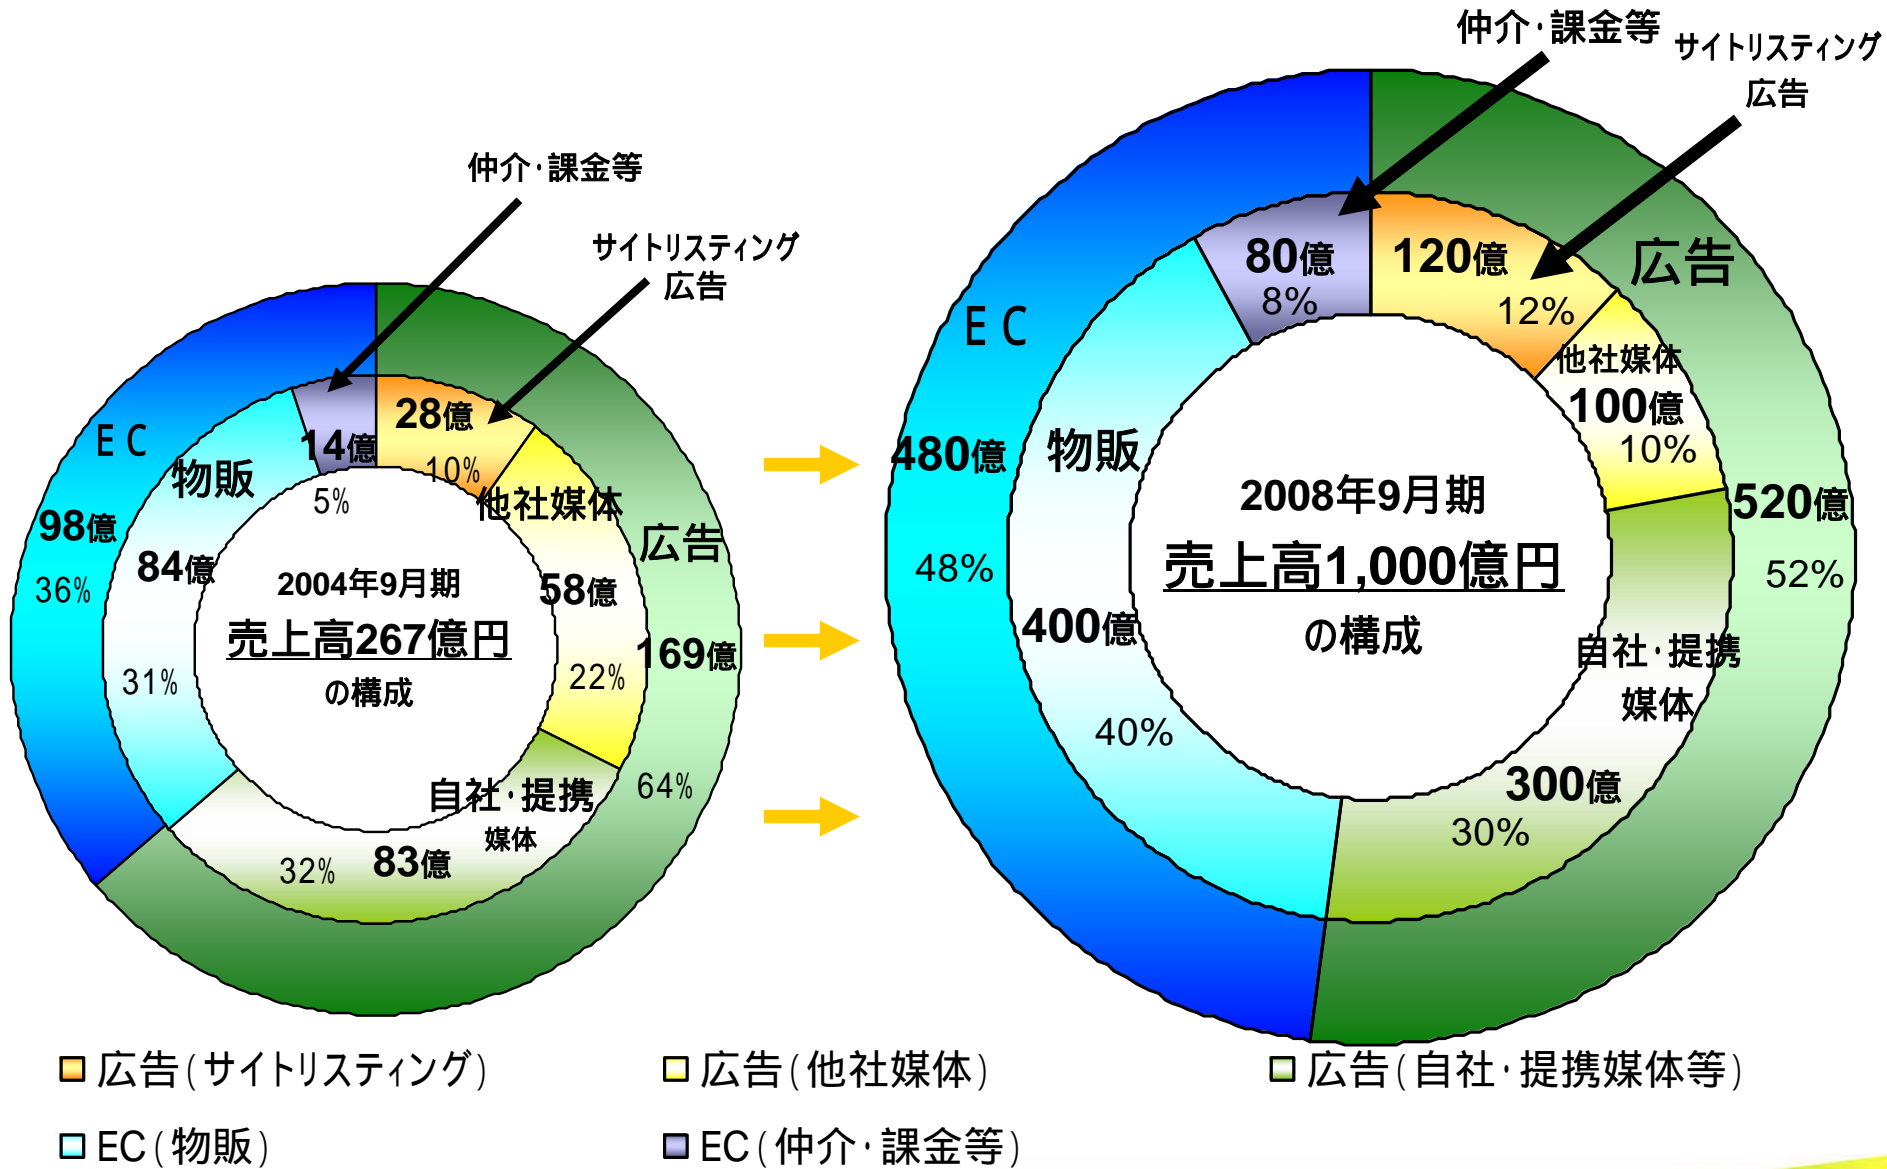 仲介・課金等
サイトリスティング
広告
EC
98億
36%
物販
84億
31%
14億
5%
28億
10%
他社媒体
58億
22%
広告
169億
64%
自社・提携
媒体
83億
32%
2004年9月期
売上高267億円
の構成
仲介・課金等
サイトリスティング
広告
EC
480億
48%
物販
400億
40%
80億
8%
120億
12%
他社媒体
100億
10%
広告
520億
52%
自社・提携
媒体
300億
30%
2008年9月期
売上高1,000億円
の構成
広告(サイトリスティング)
広告(他社媒体)
広告(自社・提携媒体等)
EC(物販)
EC(仲介・課金等)